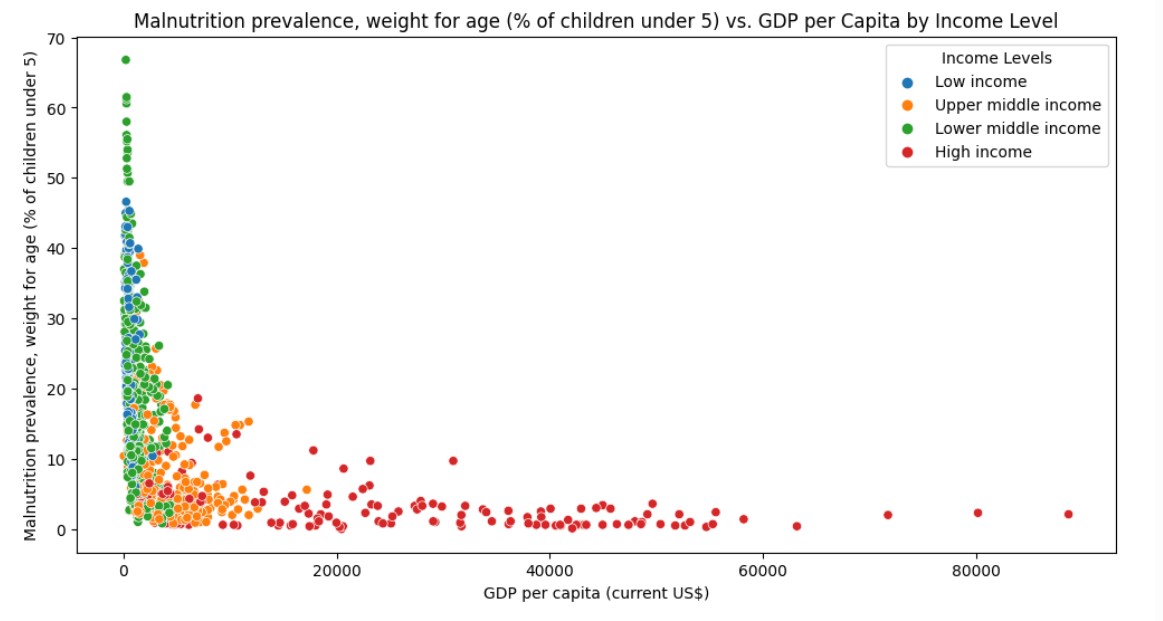 Malnutrition prevalence, weight for age (% of children under 5) vs. GDP per Capita by Income Level
Malnutrition prevalence, weight for age (% of children under 5)
70
60
50
40
30
20
10
0
Income Levels
Low income
Upper middle income
Lower middle income
High income
0
20000
40000
60000
80000
GDP per capita (current US$)